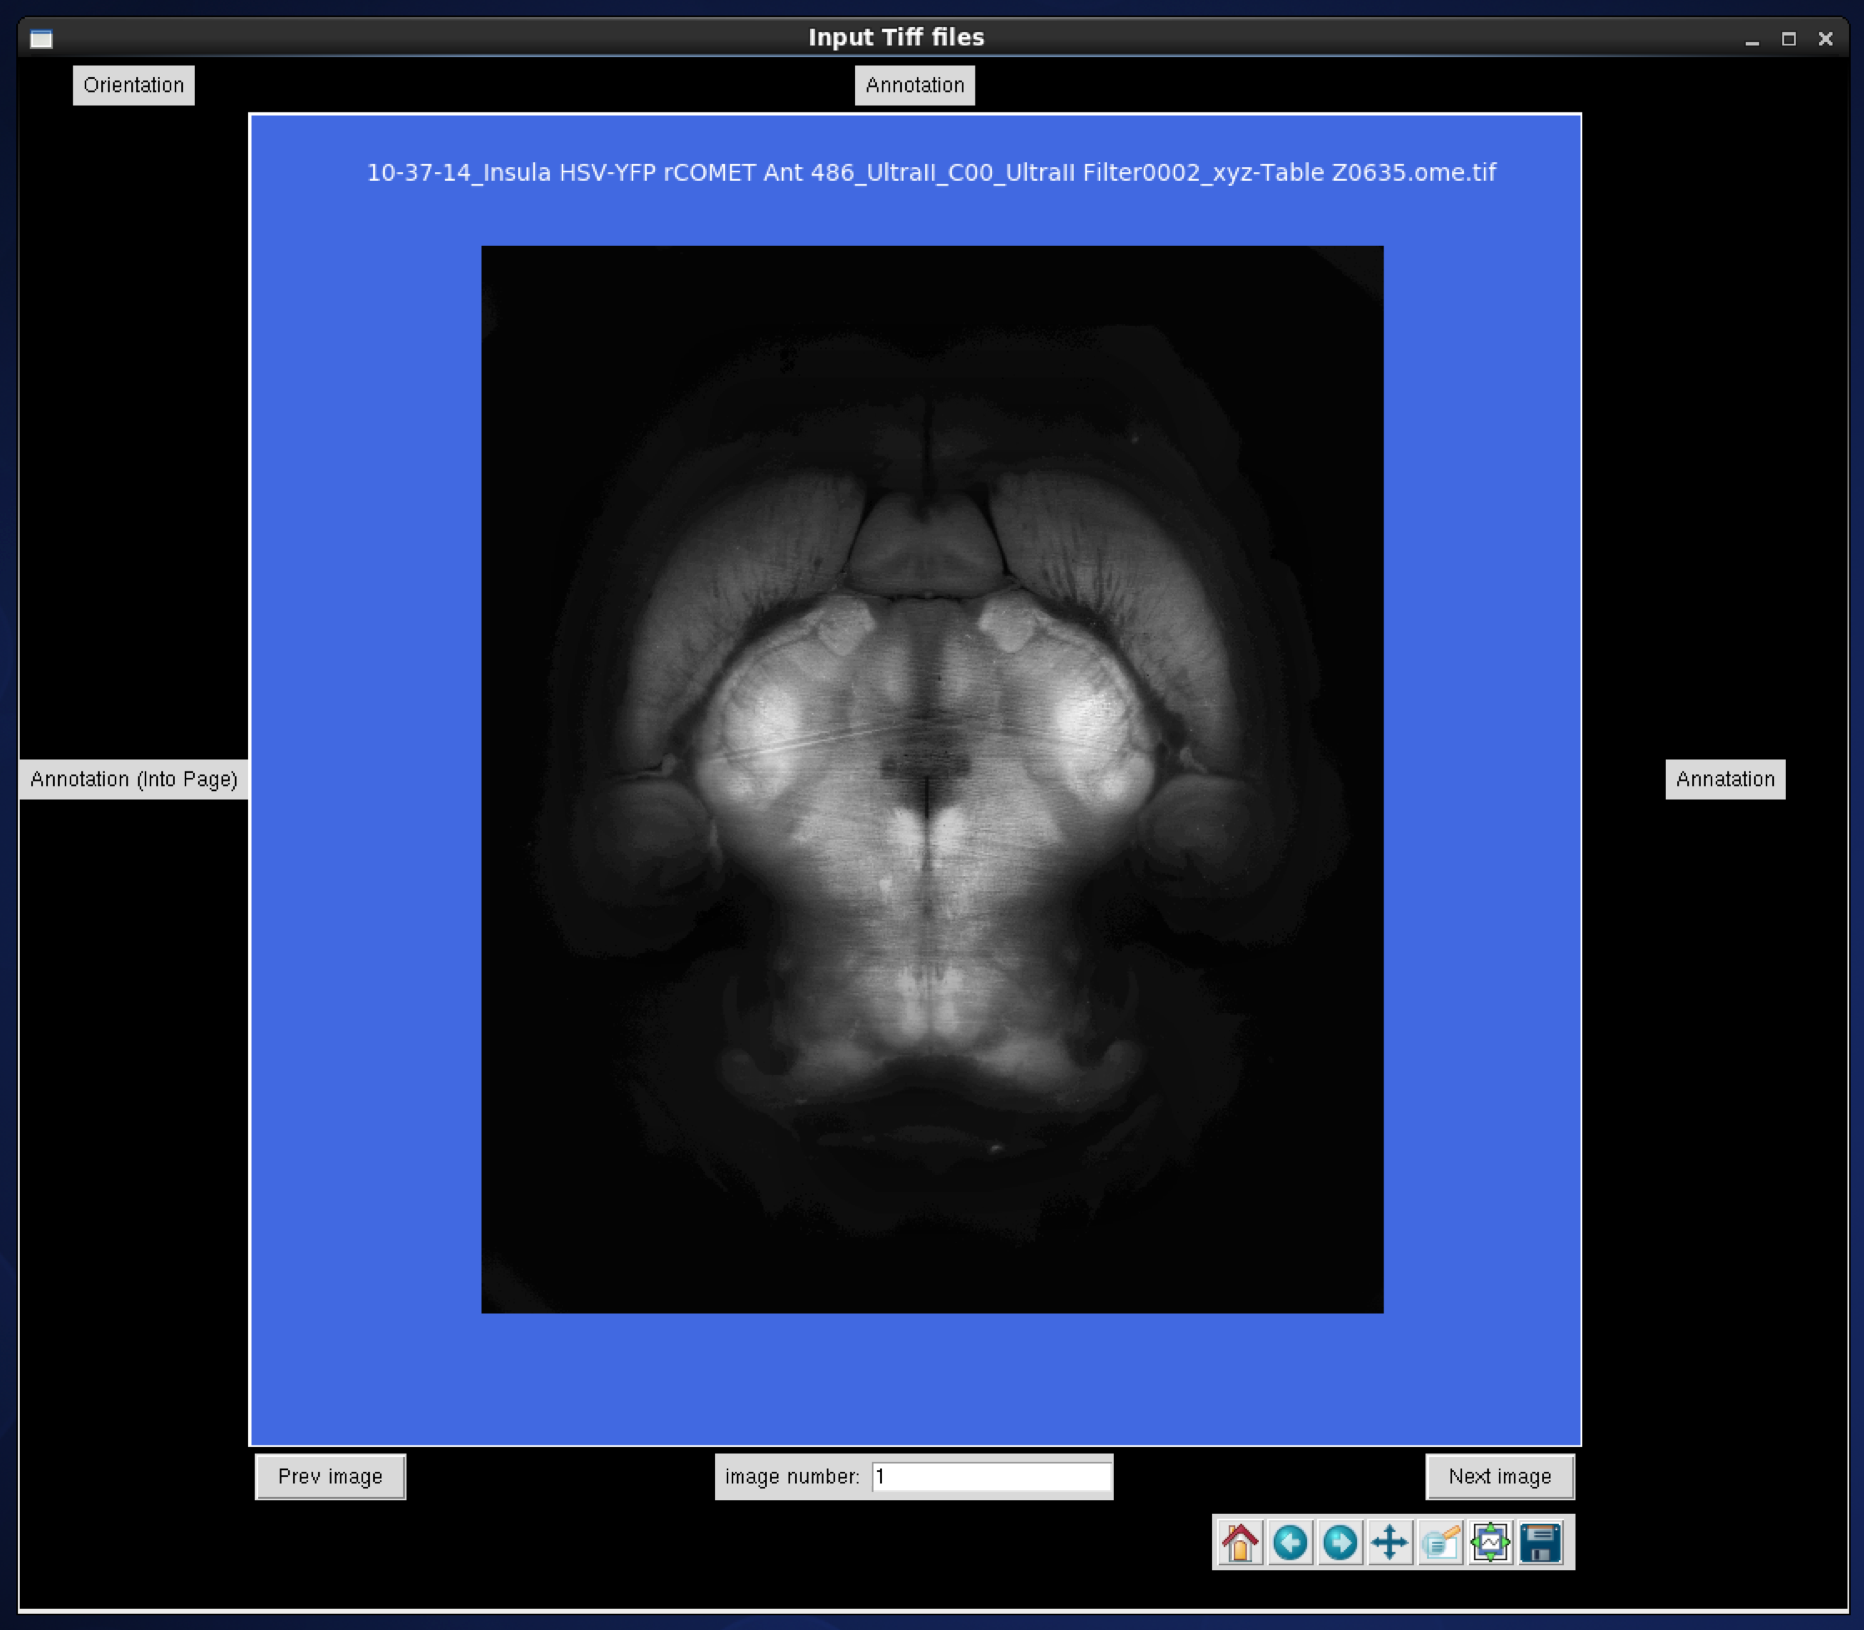 Input Tiff files
Orientation
Annotation
10-37-14_Insula HSV-YFP rCOMET Ant 486_UltraII_C00_UltraII Filter0002_xyz-Table Z0635.ome.tif
Annotation (Into Page)
Annatation
Prev image
image number: 1
Next image